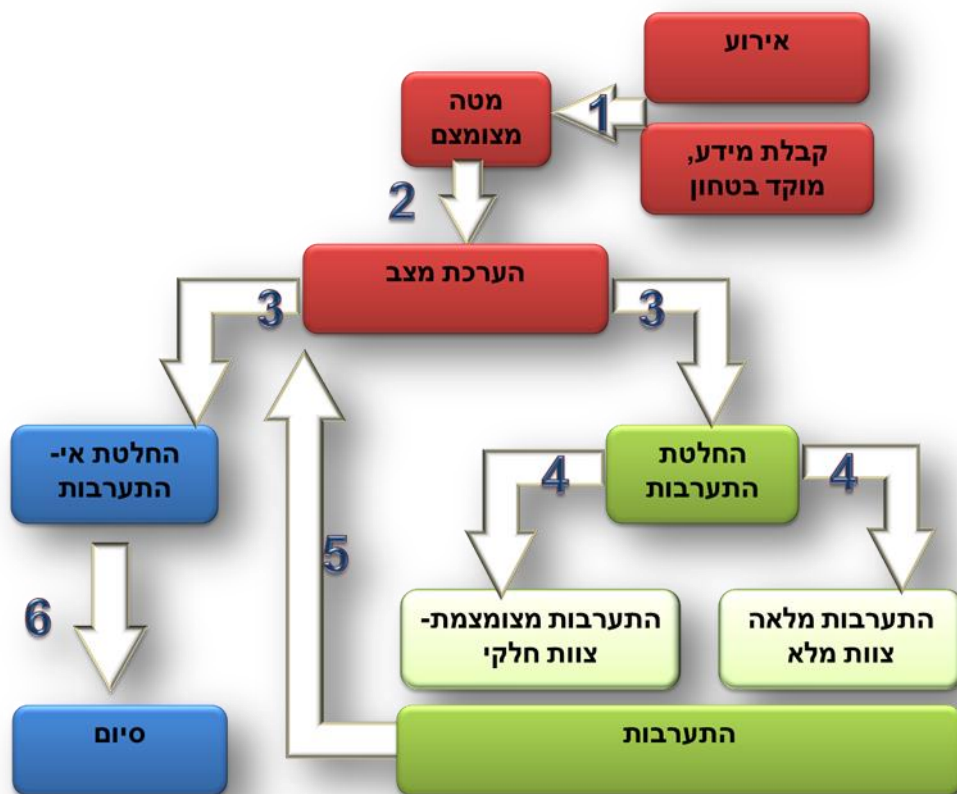 אירוע
מטה
מצומצם
1
קבלת מידע,
מוקד בטחון
2
הערכת מצב
3
3
החלטת
התערבות
החלטת אי-
התערבות
4
4
5
6
התערבות מלאה
צוות מלא
התערבות מצומצמת-
צוות חלקי
התערבות
סיום